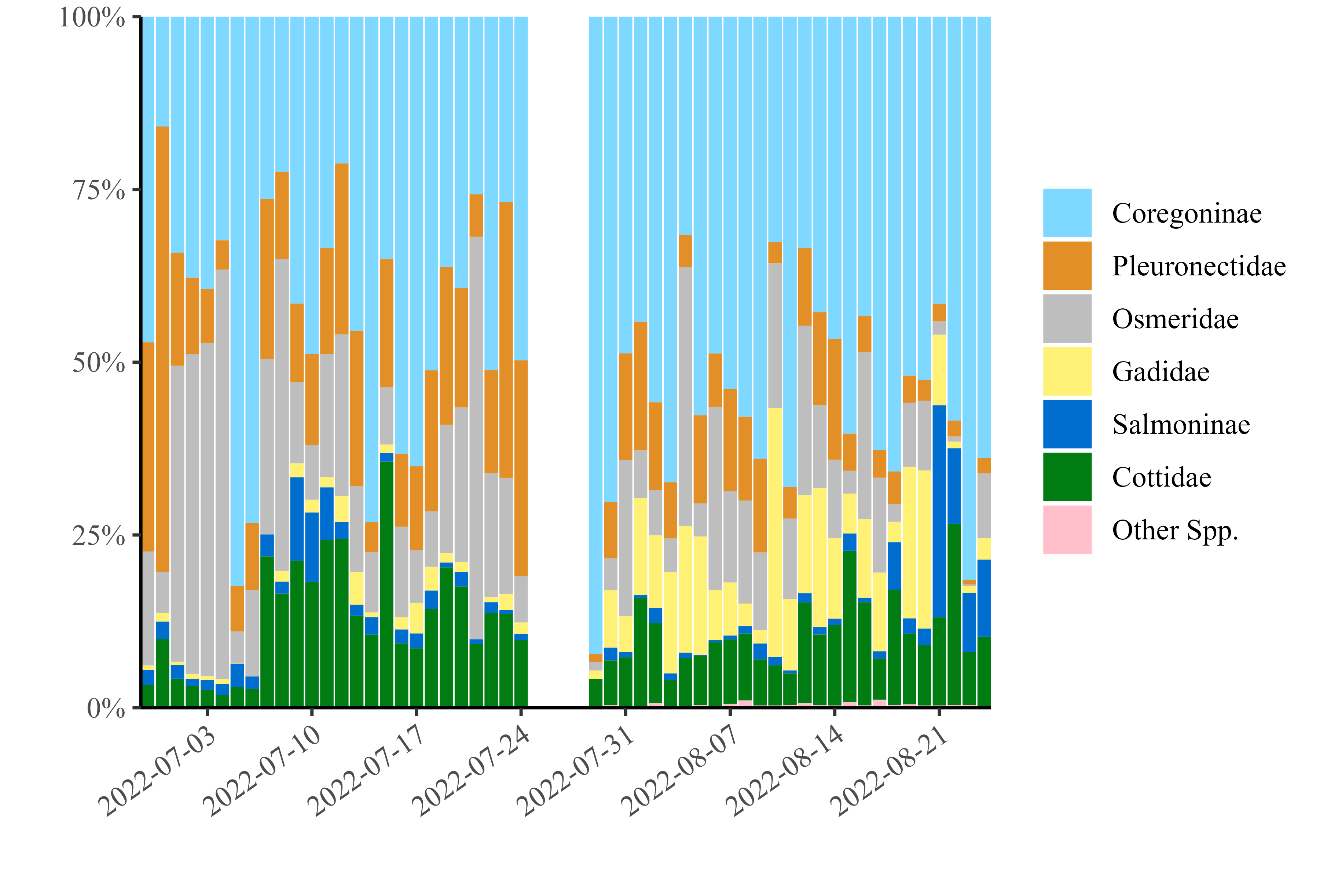 100%
75%
50%
25%
0%
2022-07-03
2022-07-10
2022-07-17
2022-07-24
2022-07-31
2022-08-07
2022-08-14
2022-08-21
Coregoninae
Pleuronectidae
Osmeridae
Gadidae
Salmoninae
Cottidae
Other Spp.